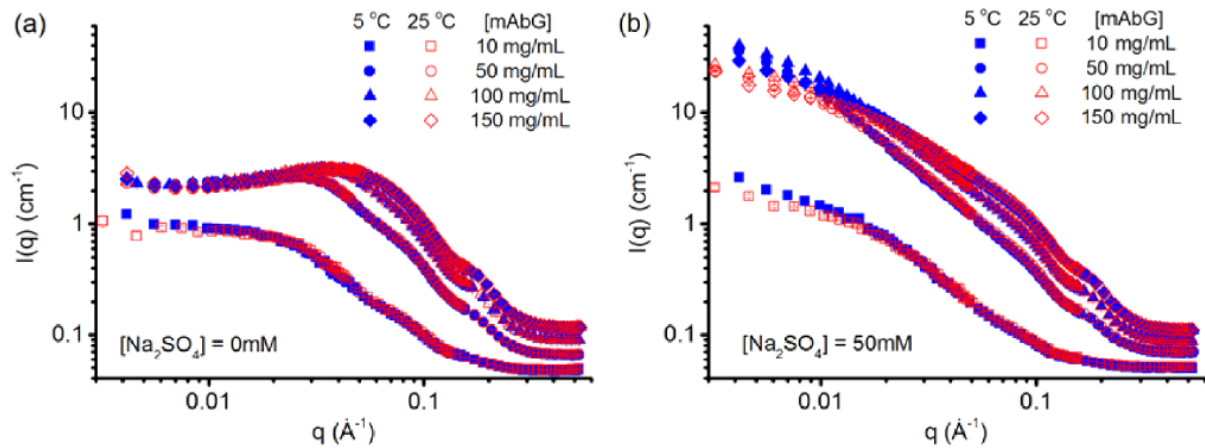 (a)
5 °C 25 °C [mAbG]
10 mg/mL
50 mg/mL
100 mg/mL
150 mg/mL
10
1
0.1
I(q) (cm⁻¹)
[Na₂SO₄] = 0mM
0.01 0.1
q (Å⁻¹)
(b)
5 °C 25 °C [mAbG]
10 mg/mL
50 mg/mL
100 mg/mL
150 mg/mL
10
1
0.1
I(q) (cm⁻¹)
[Na₂SO₄] = 50mM
0.01 0.1
q (Å⁻¹)